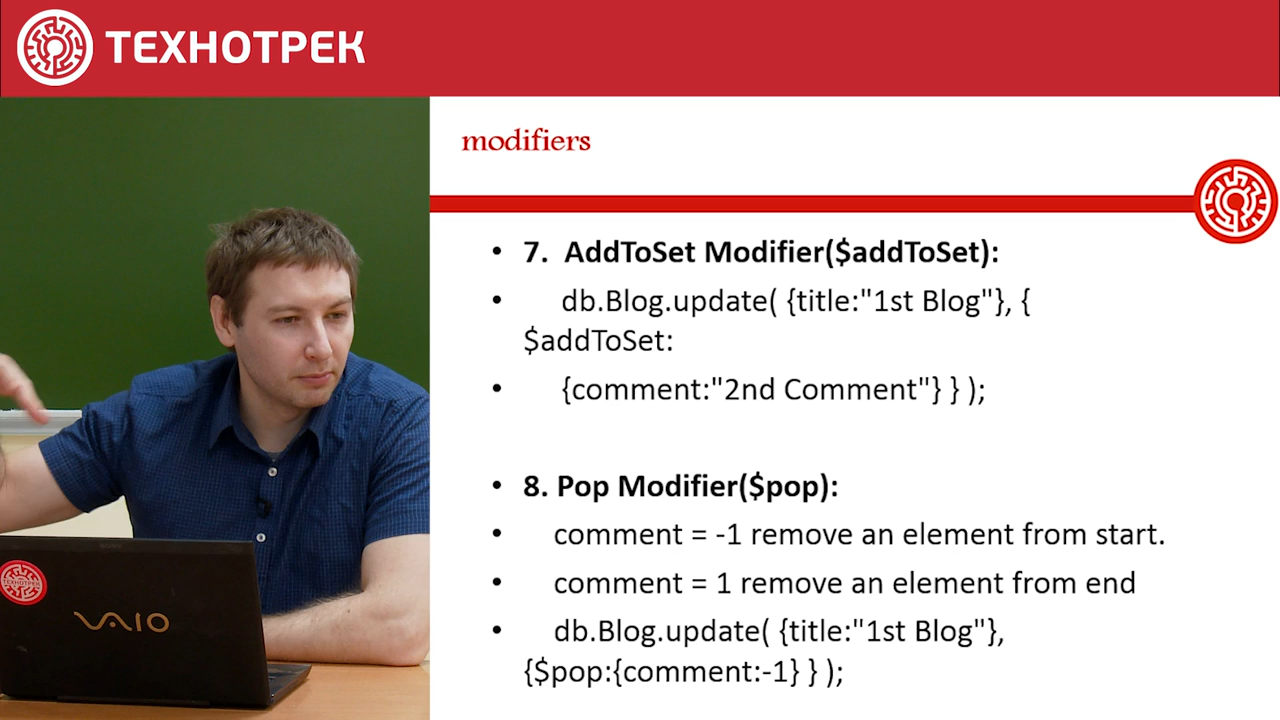 ТЕХНОТРЕК
modifiers
• 7. AddToSet Modifier($addToSet):
• db.Blog.update( {title:"1st Blog"}, {
$addToSet:
• {comment:"2nd Comment"} } );
• 8. Pop Modifier($pop):
• comment = -1 remove an element from start.
• comment = 1 remove an element from end
• db.Blog.update( {title:"1st Blog"},
{$pop:{comment:-1} } );
ТЕХНОТРЕК
VAIO